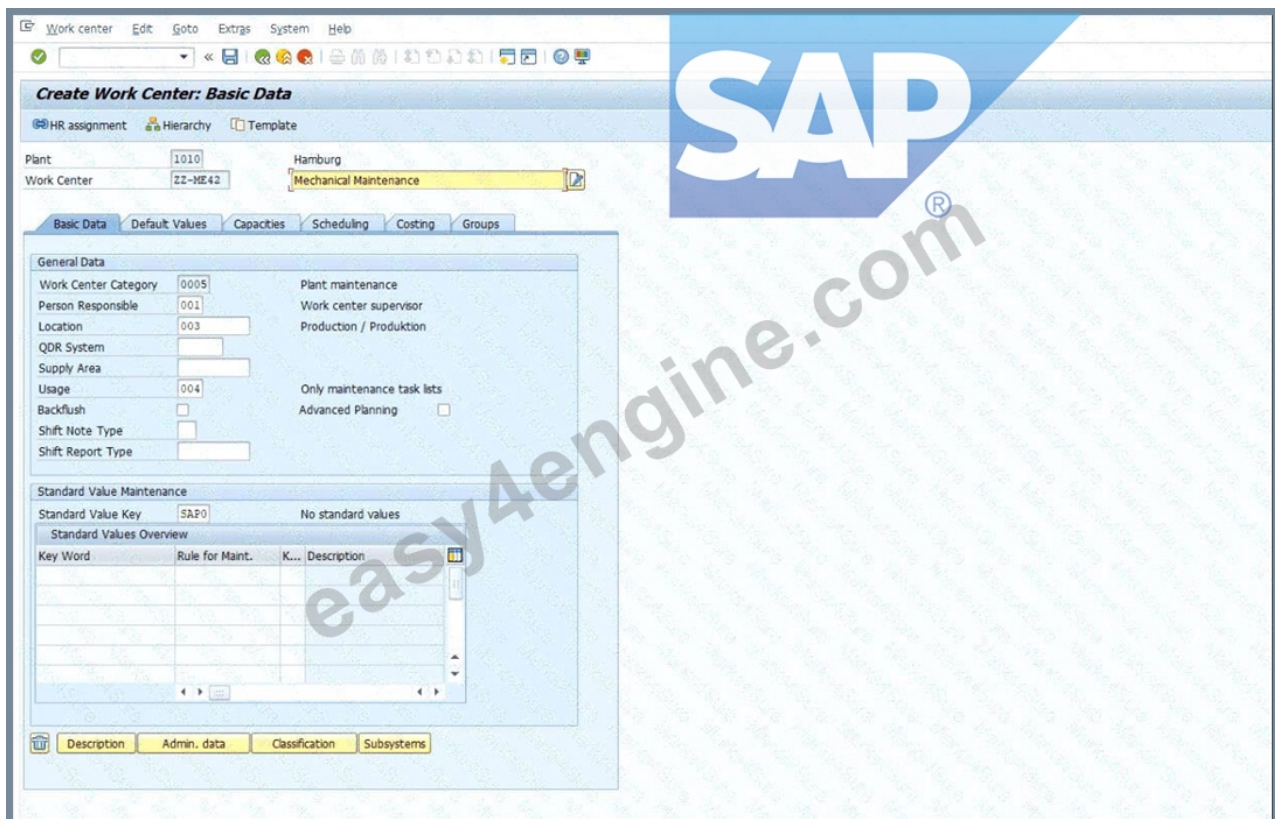 Work center Edit Goto Extras System Help
SAP
®
Create Work Center: Basic Data
HR assignment Hierarchy Template
Plant 1010 Hamburg
Work Center ZZ-ME42 Mechanical Maintenance
Basic Data Default Values Capacities Scheduling Costing Groups
General Data
Work Center Category 0005 Plant maintenance
Person Responsible 001 Work center supervisor
Location 003 Production / Produktion
QDR System
Supply Area
Usage 004 Only maintenance task lists
Backflush Advanced Planning
Shift Note Type
Shift Report Type
Standard Value Maintenance
Standard Value Key SAP0 No standard values
Standard Values Overview
Key Word Rule for Maint. K... Description
Description Admin. data Classification Subsystems
easy4engine.com